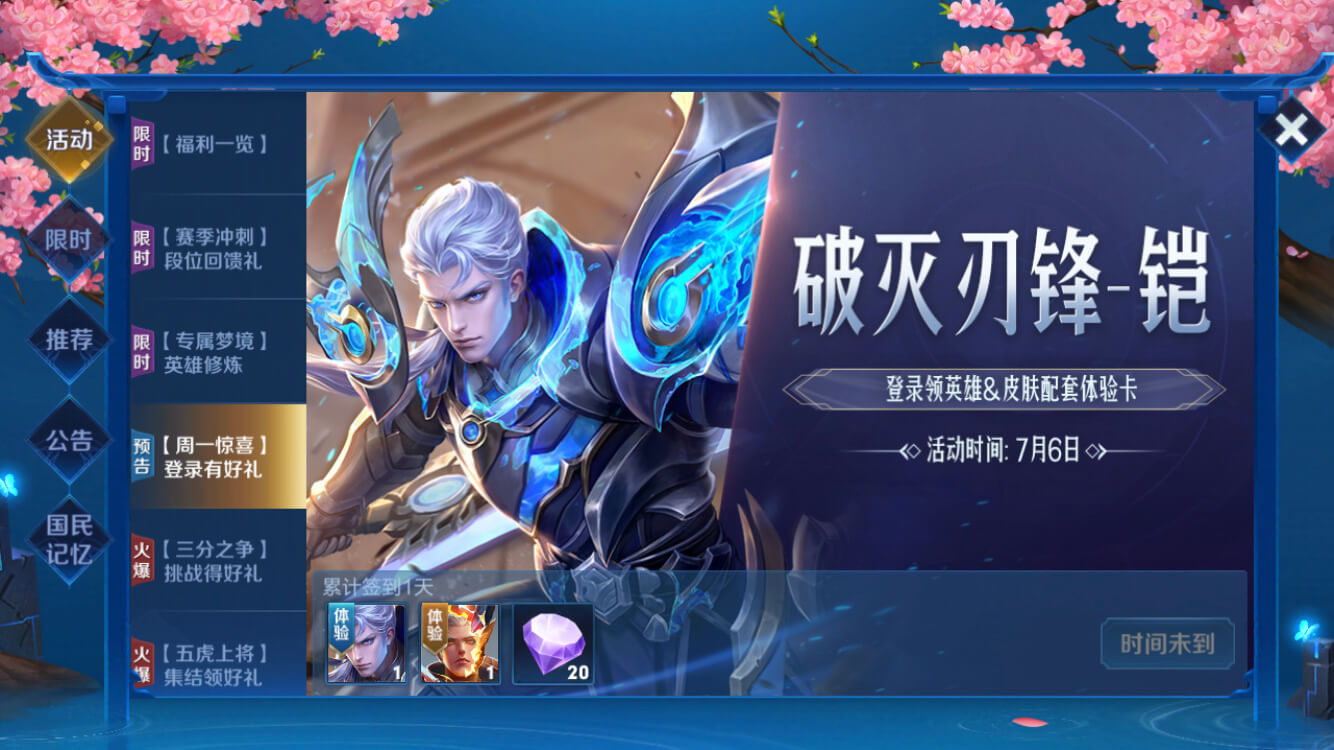 活动
限时
推荐
公告
国民
记忆
限时
【 福利一览 】
限时
【 赛季冲刺 】
段位回馈礼
限时
【 专属梦境 】
英雄修炼
预告
【 周一惊喜 】
登录有好礼
火爆
【 三分之争 】
挑战得好礼
火爆
【 五虎上将 】
集结领好礼
破灭刃锋-铠
登录领英雄&皮肤配套体验卡
活动时间: 7月6日
累计签到1天
体验
1
体验
1
20
时间未到